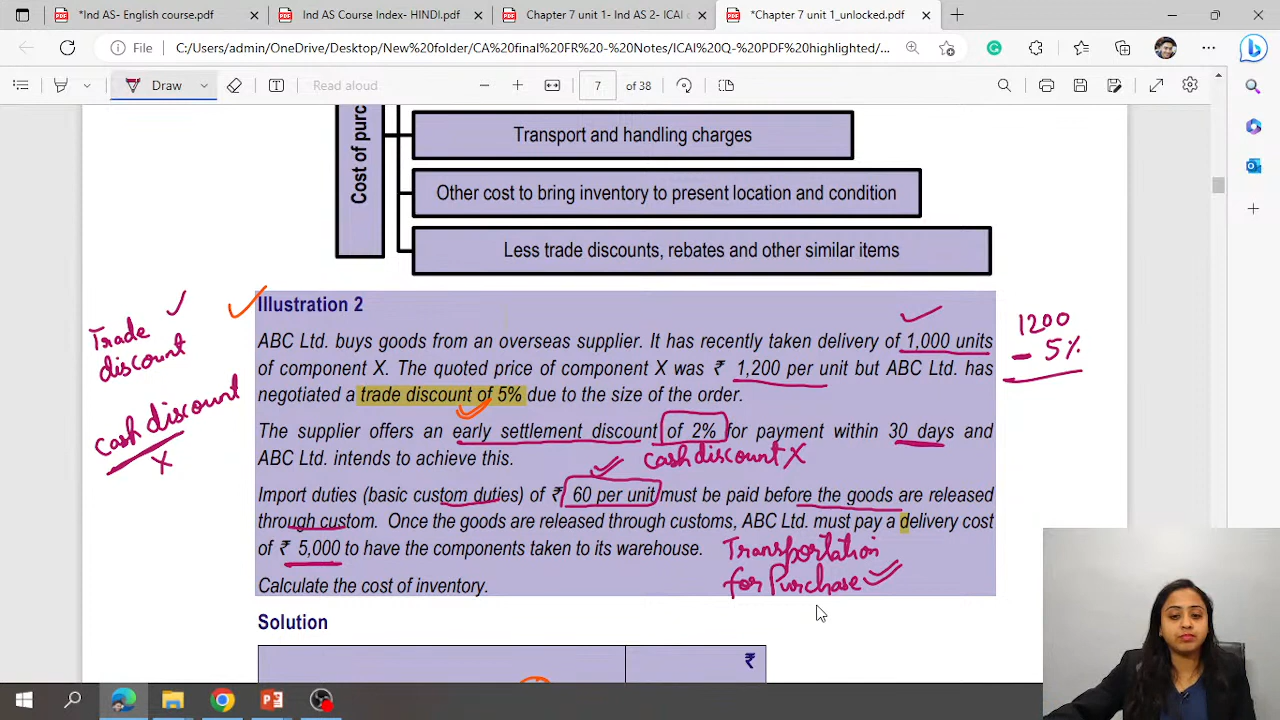 Ind AS- English course.pdf
Ind AS Course Index- HINDI.pdf
Chapter 7 unit 1- Ind AS 2- ICAI
*Chapter 7 unit 1_unlocked.pdf
File
C:/Users/admin/OneDrive/Desktop/New%20folder/CA%20final%20FR%20-%20Notes/ICAI%20Q-%20PDF%20highlighted/...
Draw
Read aloud
7
of 38
Cost of purc
Transport and handling charges
Other cost to bring inventory to present location and condition
Less trade discounts, rebates and other similar items
Illustration 2
ABC Ltd. buys goods from an overseas supplier. It has recently taken delivery of 1,000 units
of component X. The quoted price of component X was ₹ 1,200 per unit but ABC Ltd. has
negotiated a trade discount of 5% due to the size of the order.
The supplier offers an early settlement discount of 2% for payment within 30 days and
ABC Ltd. intends to achieve this.
cash discount X
Import duties (basic custom duties) of ₹ 60 per unit must be paid before the goods are released
through custom. Once the goods are released through customs, ABC Ltd. must pay a delivery cost
of ₹ 5,000 to have the components taken to its warehouse.
Transportation
for Purchase
Calculate the cost of inventory.
Trade
discount
cash discount
X
1200
- 5%
Solution
₹